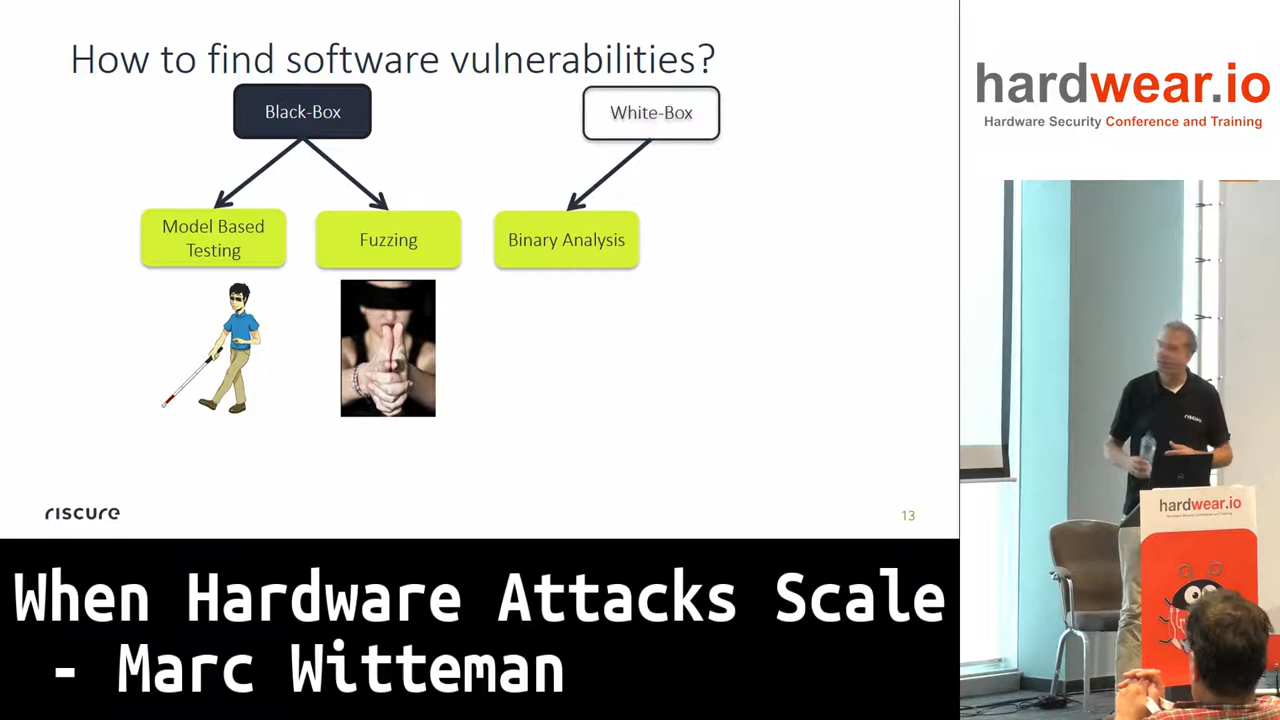 How to find software vulnerabilities?
Black-Box
White-Box
Model Based
Testing
Fuzzing
Binary Analysis
riscure
13
hardwear.io
Hardware Security Conference and Training
riscure
hardwear.io
When Hardware Attacks Scale
- Marc Witteman